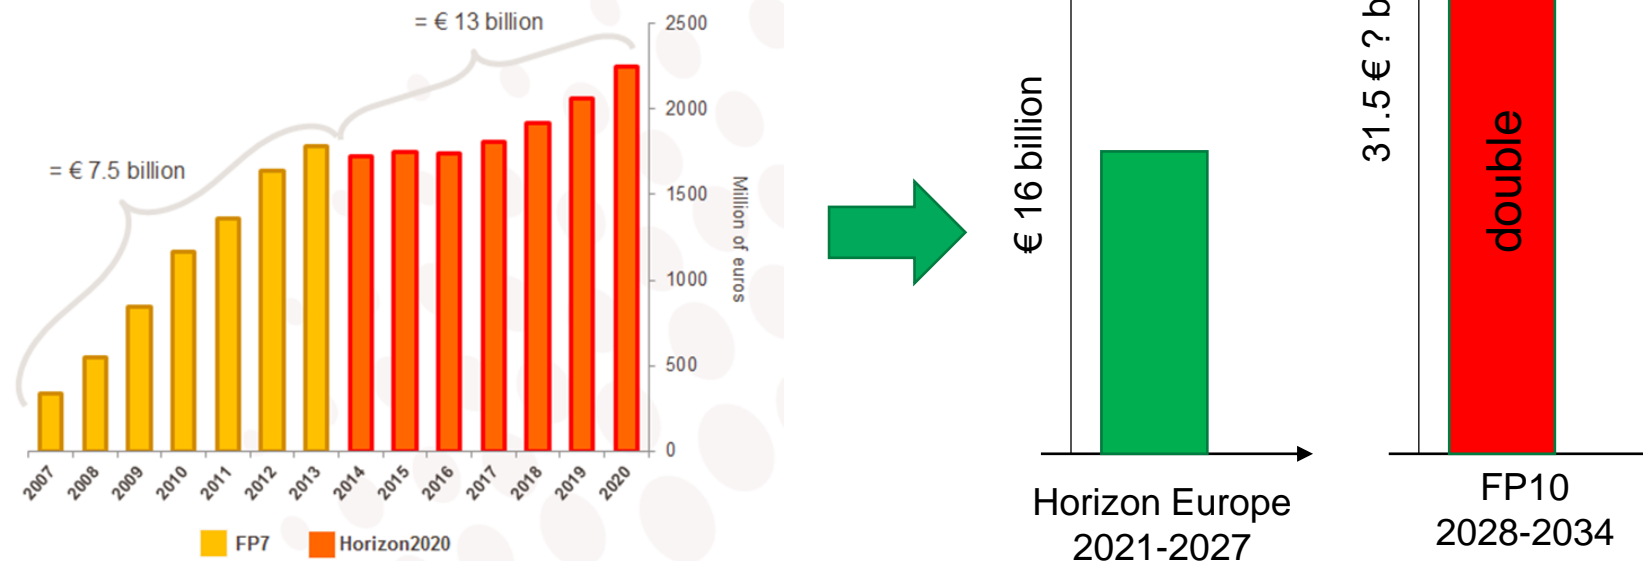 = € 13 billion
= € 7.5 billion
2500
2000
1500
1000
500
0
Million of euros
2007
2008
2009
2010
2011
2012
2013
2014
2015
2016
2017
2018
2019
2020
FP7
Horizon2020
€ 16 billion
Horizon Europe
2021-2027
31.5 € ? b
double
FP10
2028-2034